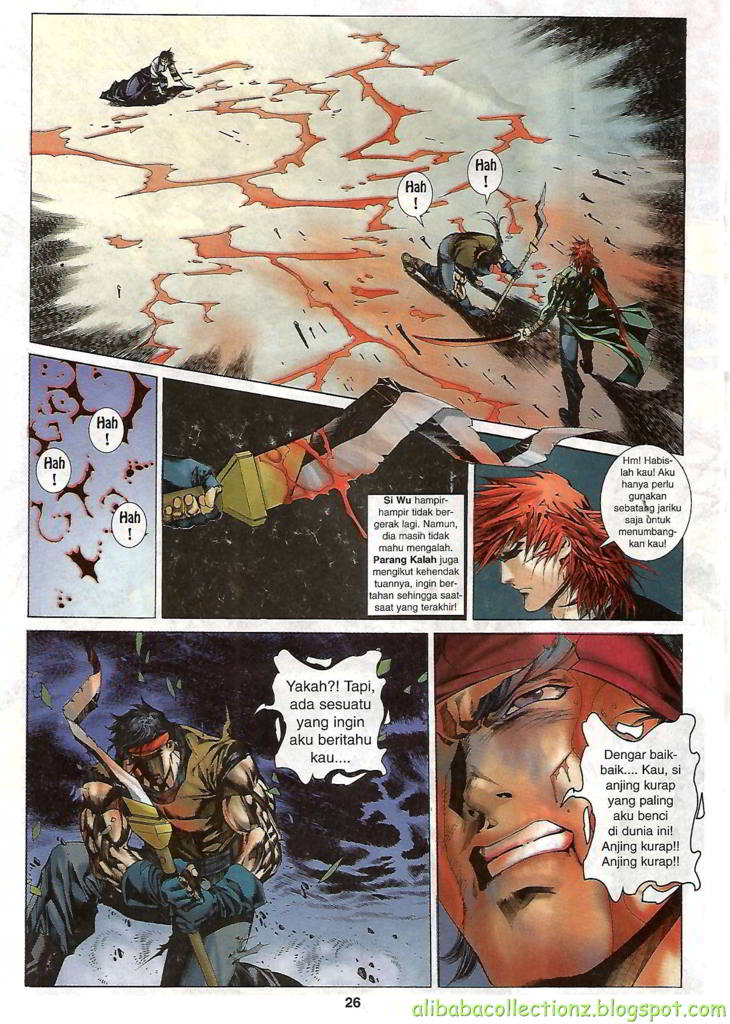 Hah
!
Hah
!
Hah
!
Hah
!
Hah
!
Si Wu hampir-
hampir tidak ber-
gerak lagi. Namun,
dia masih tidak
mahu mengalah.
Parang Kalah juga
mengikut kehendak
tuannya, ingin ber-
tahan sehingga saat-
saat yang terakhir!
Hm! Habis-
lah kau! Aku
hanya perlu
gunakan
sebatang jariku
saja untuk
menumbang-
kan kau!
Yakah?! Tapi,
ada sesuatu
yang ingin
aku beritahu
kau....
Dengar baik-
baik.... Kau, si
anjing kurap
yang paling
aku benci
di dunia ini!
Anjing kurap!!
Anjing kurap!!
26
alibabacollectionz.blogspot.com